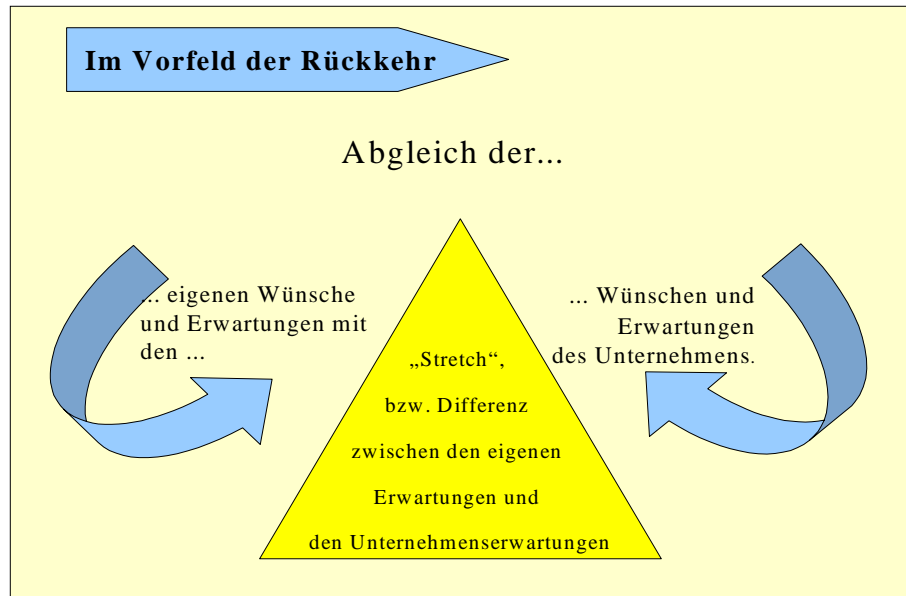 Im Vorfeld der Rückkehr
Abgleich der...
... eigenen Wünsche
und Erwartungen mit
den ...
... Wünschen und
Erwartungen
des Unternehmens.
„Stretch“,
bzw. Differenz
zwischen den eigenen
Erwartungen und
den Unternehmenserwartungen